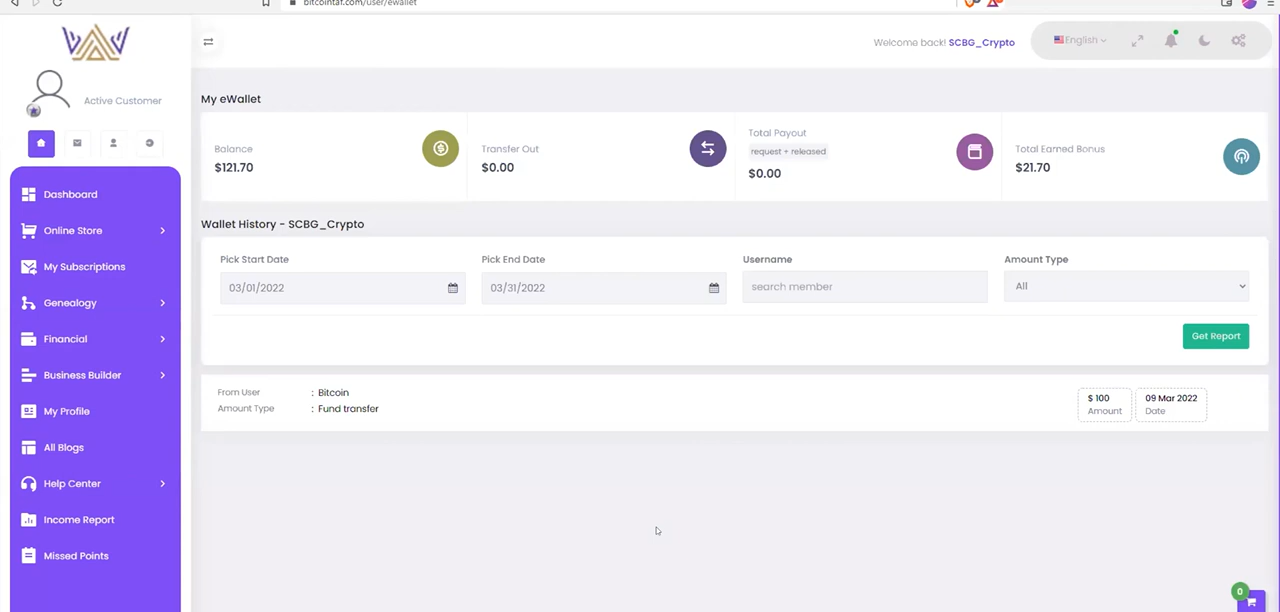 bitcointaf.com/user/ewallet
Welcome back! SCBG_Crypto
English
Active Customer
My eWallet
Balance
$121.70
Transfer Out
$0.00
Total Payout
request + released
$0.00
Total Earned Bonus
$21.70
Dashboard
Online Store
My Subscriptions
Genealogy
Financial
Business Builder
My Profile
All Blogs
Help Center
Income Report
Missed Points
Wallet History - SCBG_Crypto
Pick Start Date
03/01/2022
Pick End Date
03/31/2022
Username
search member
Amount Type
All
Get Report
From User : Bitcoin
Amount Type : Fund transfer
$ 100
Amount
09 Mar 2022
Date
0